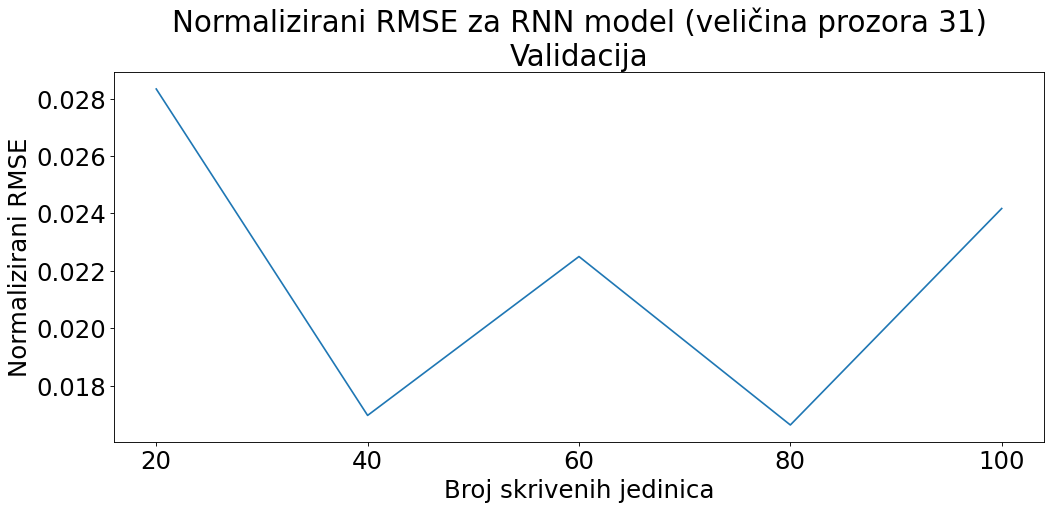 Normalizirani RMSE za RNN model (veličina prozora 31)
Validacija
Normalizirani RMSE
0.028
0.026
0.024
0.022
0.020
0.018
20 40 60 80 100
Broj skrivenih jedinica